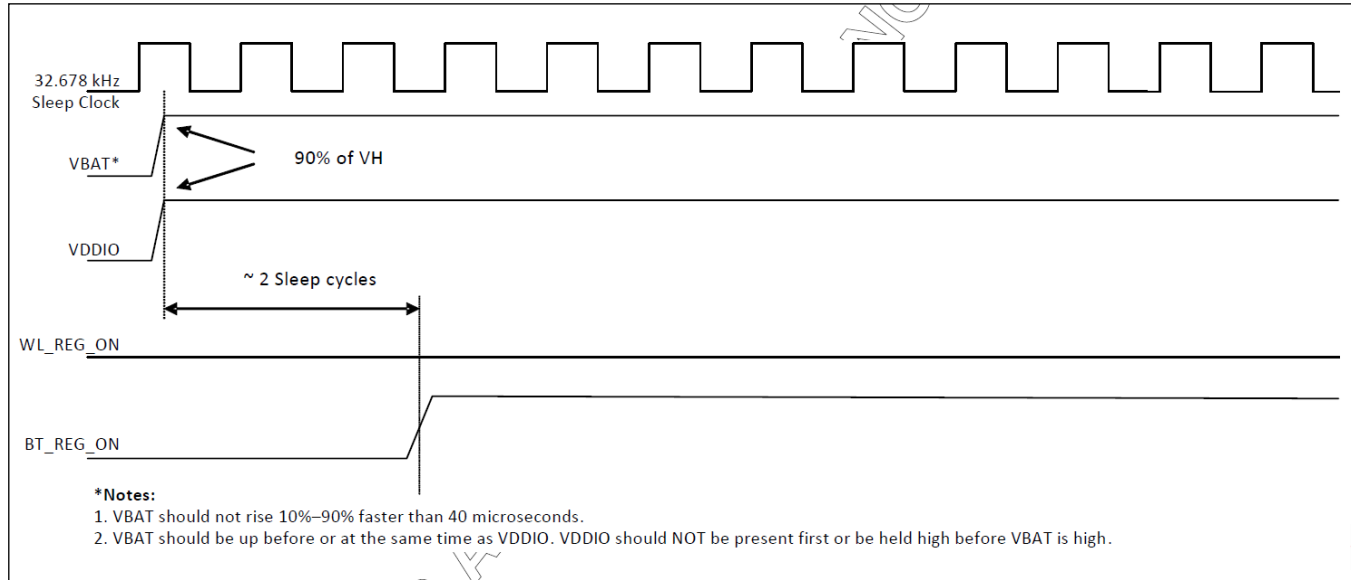 32.678 kHz
Sleep Clock
VBAT*
90% of VH
VDDIO
~ 2 Sleep cycles
WL_REG_ON
BT_REG_ON
*Notes:
1. VBAT should not rise 10%–90% faster than 40 microseconds.
2. VBAT should be up before or at the same time as VDDIO. VDDIO should NOT be present first or be held high before VBAT is high.